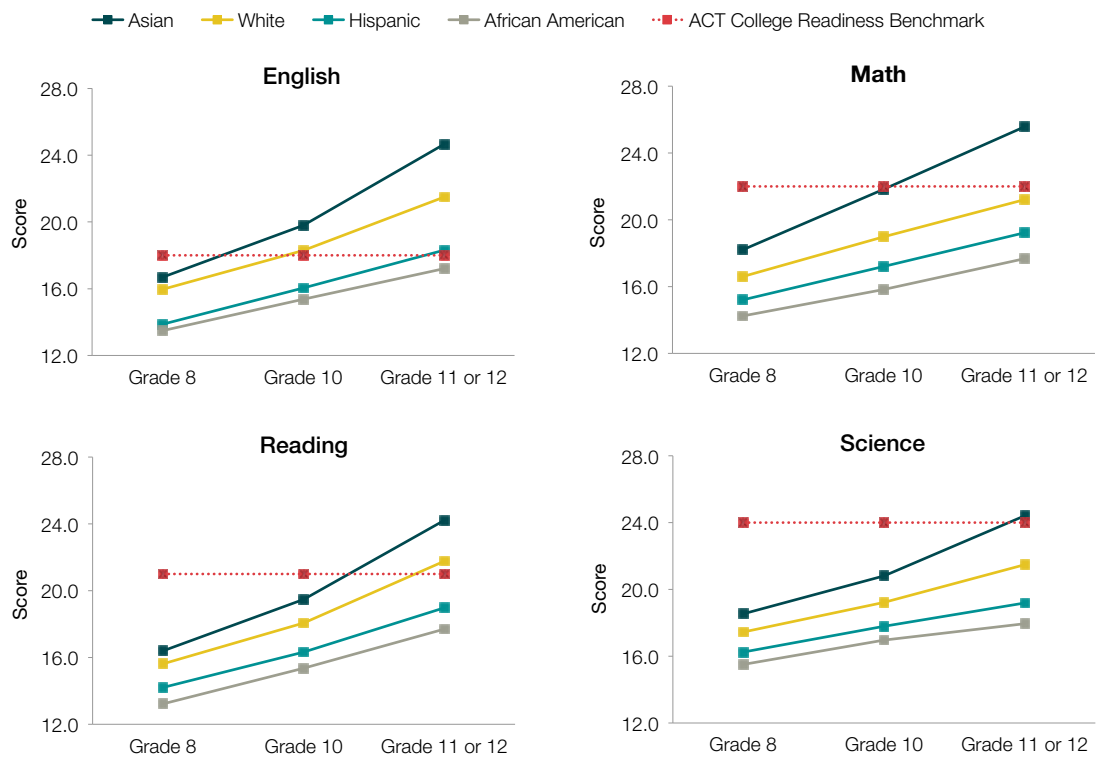 Asian White Hispanic African American ACT College Readiness Benchmark
English
28.0
24.0
20.0
16.0
12.0
Score
Grade 8 Grade 10 Grade 11 or 12
Math
28.0
24.0
20.0
16.0
12.0
Score
Grade 8 Grade 10 Grade 11 or 12
Reading
28.0
24.0
20.0
16.0
12.0
Score
Grade 8 Grade 10 Grade 11 or 12
Science
28.0
24.0
20.0
16.0
12.0
Score
Grade 8 Grade 10 Grade 11 or 12